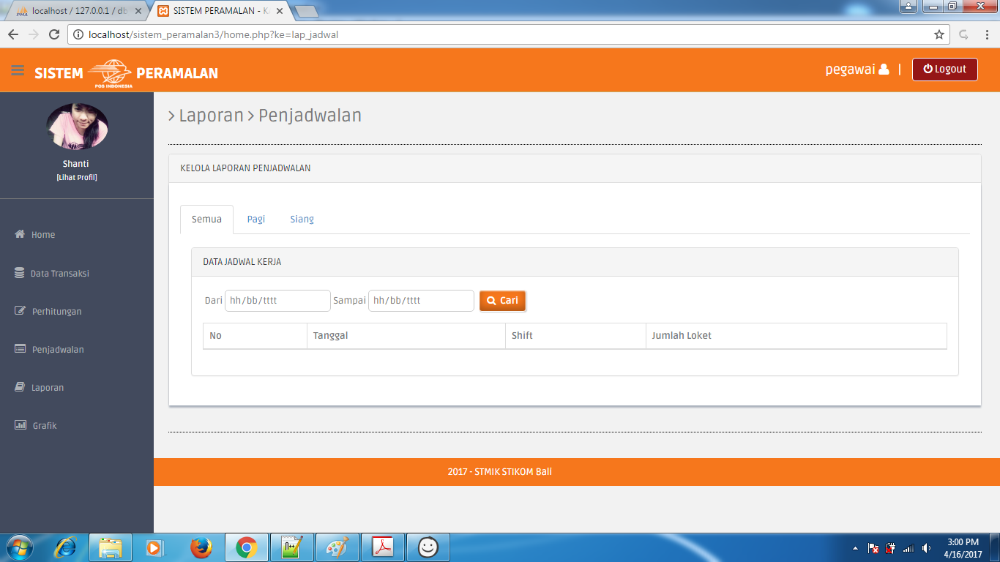 localhost / 127.0.0.1 / db
SISTEM PERAMALAN - K
localhost/sistem_peramalan3/home.php?ke=lap_jadwal
SISTEM POS INDONESIA PERAMALAN
pegawai | Logout
Shanti
[Lihat Profil]
Home
Data Transaksi
Perhitungan
Penjadwalan
Laporan
Grafik
> Laporan > Penjadwalan
KELOLA LAPORAN PENJADWALAN
Semua Pagi Siang
DATA JADWAL KERJA
Dari hh/bb/tttt Sampai hh/bb/tttt Cari
No Tanggal Shift Jumlah Loket
2017 - STMIK STIKOM Bali
3:00 PM
4/16/2017